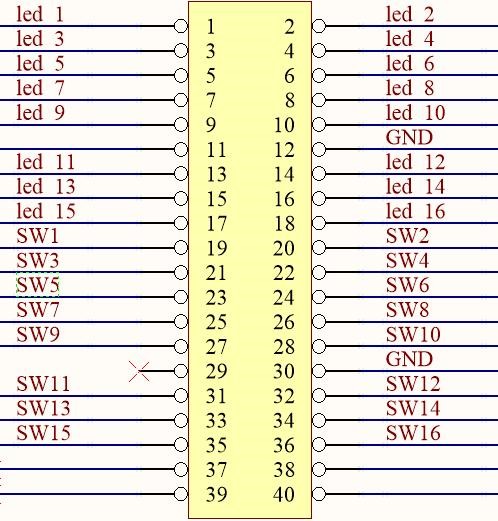 led 1 1 2 led 2
led 3 3 4 led 4
led 5 5 6 led 6
led 7 7 8 led 8
led 9 9 10 led 10
11 12 GND
led 11 13 14 led 12
led 13 15 16 led 14
led 15 17 18 led 16
SW1 19 20 SW2
SW3 21 22 SW4
SW5 23 24 SW6
SW7 25 26 SW8
SW9 27 28 SW10
29 30 GND
SW11 31 32 SW12
SW13 33 34 SW14
SW15 35 36 SW16
37 38
39 40